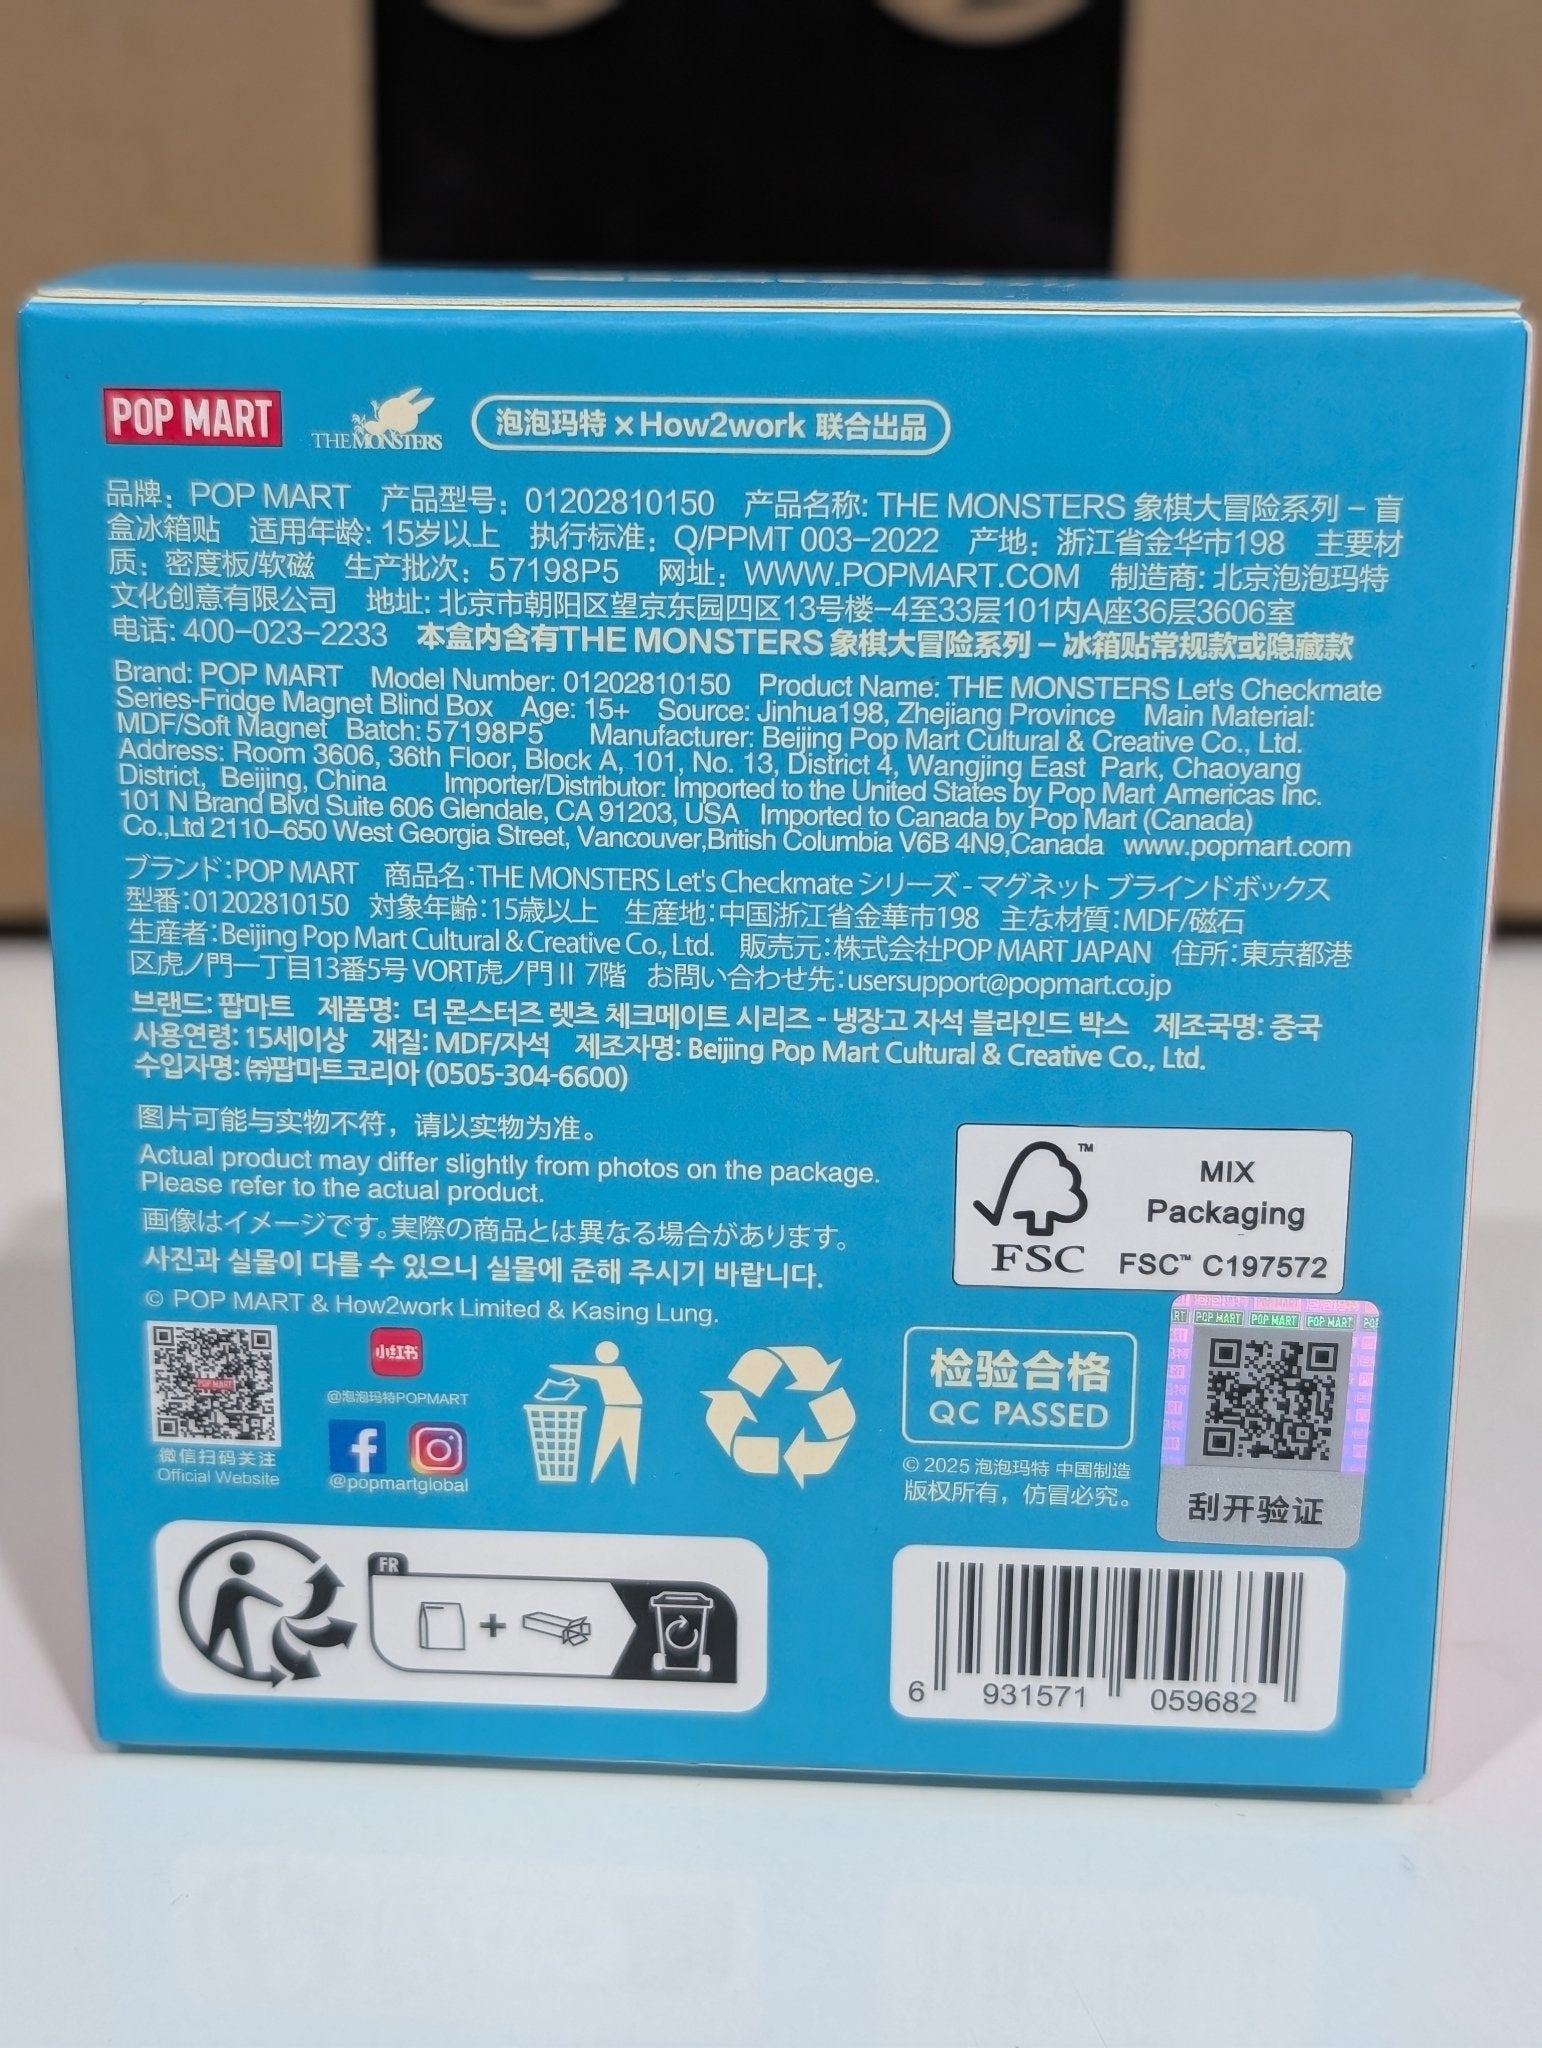 POP MART THE MONSTERS 泡泡玛特 × How2work 联合出品
品牌: POP MART 产品型号: 01202810150 产品名称: THE MONSTERS 象棋大冒险系列 – 盲
盒冰箱贴 适用年龄: 15岁以上 执行标准: Q/PPMT 003-2022 产地: 浙江省金华市198 主要材
质: 密度板/软磁 生产批次: 57198P5 网址: WWW.POPMART.COM 制造商: 北京泡泡玛特
文化创意有限公司 地址: 北京市朝阳区望京东园四区13号楼-4至33层101内A座36层3606室
电话: 400-023-2233 本盒内含有THE MONSTERS 象棋大冒险系列 – 冰箱贴常规款或隐藏款
Brand: POP MART Model Number: 01202810150 Product Name: THE MONSTERS Let's Checkmate
Series-Fridge Magnet Blind Box Age: 15+ Source: Jinhua198, Zhejiang Province Main Material:
MDF/Soft Magnet Batch: 57198P5 Manufacturer: Beijing Pop Mart Cultural & Creative Co., Ltd.
Address: Room 3606, 36th Floor, Block A, 101, No. 13, District 4, Wangjing East Park, Chaoyang
District, Beijing, China Importer/Distributor: Imported to the United States by Pop Mart Americas Inc.
101 N Brand Blvd Suite 606 Glendale, CA 91203, USA Imported to Canada by Pop Mart (Canada)
Co.,Ltd 2110-650 West Georgia Street, Vancouver,British Columbia V6B 4N9,Canada www.popmart.com
ブランド:POP MART 商品名:THE MONSTERS Let's Checkmate シリーズ - マグネット ブラインドボックス
型番:01202810150 対象年齢:15歳以上 生産地:中国浙江省金華市198 主な材質:MDF/磁石
生産者:Beijing Pop Mart Cultural & Creative Co., Ltd. 販売元:株式会社POP MART JAPAN 住所:東京都港
区虎ノ門一丁目13番5号 VORT虎ノ門II 7階 お問い合わせ先:usersupport@popmart.co.jp
브랜드: 팝마트 제품명: 더 몬스터즈 렛츠 체크메이트 시리즈 - 냉장고 자석 블라인드 박스 제조국명: 중국
사용연령: 15세이상 재질: MDF/자석 제조자명: Beijing Pop Mart Cultural & Creative Co., Ltd.
수입자명: ㈜팝마트코리아 (0505-304-6600)
图片可能与实物不符，请以实物为准。
Actual product may differ slightly from photos on the package.
Please refer to the actual product.
画像はイメージです。実際の商品とは異なる場合があります。
사진과 실물이 다를 수 있으니 실물에 준해 주시기 바랍니다.
© POP MART & How2work Limited & Kasing Lung.
FSC™
MIX
Packaging
FSC™ C197572
POP MART
微信扫码关注
Official Website
小红书
@泡泡玛特POPMART
@popmartglobal
检验合格
QC PASSED
© 2025 泡泡玛特 中国制造
版权所有，仿冒必究。
POP MART POP MART POP MART
刮开验证
FR
6 931571 059682